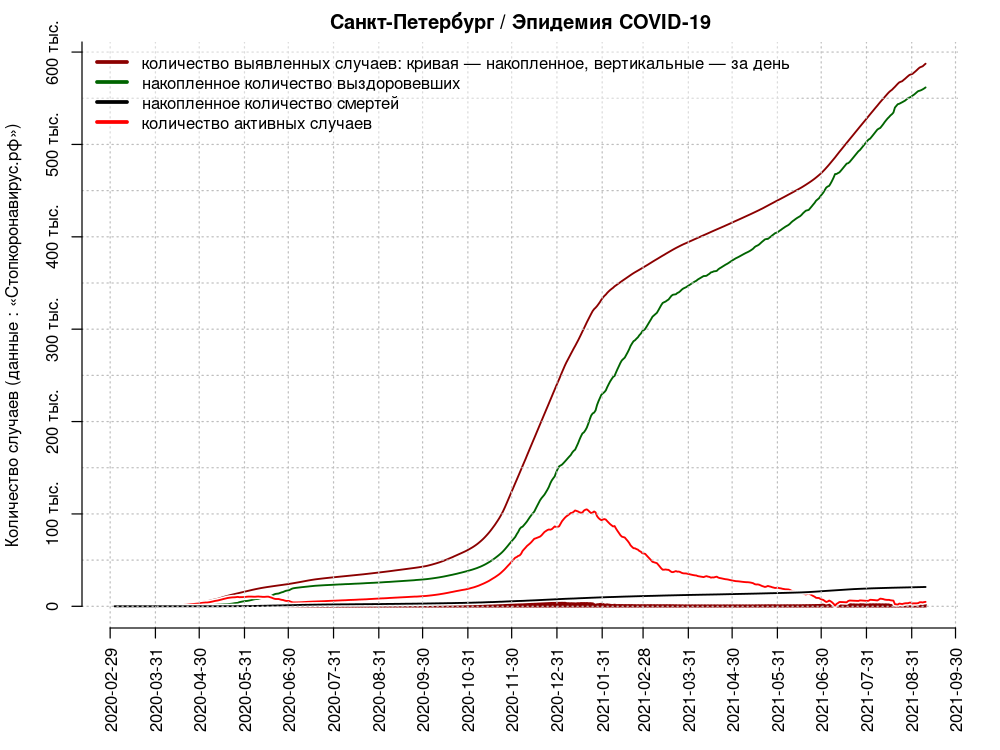 Санкт-Петербург / Эпидемия COVID-19
Количество случаев (данные : «Стопкоронавирус.рф»)
600 тыс.
500 тыс.
400 тыс.
300 тыс.
200 тыс.
100 тыс.
0
количество выявленных случаев: кривая — накопленное, вертикальные — за день
накопленное количество выздоровевших
накопленное количество смертей
количество активных случаев
2020-02-29
2020-03-31
2020-04-30
2020-05-31
2020-06-30
2020-07-31
2020-08-31
2020-09-30
2020-10-31
2020-11-30
2020-12-31
2021-01-31
2021-02-28
2021-03-31
2021-04-30
2021-05-31
2021-06-30
2021-07-31
2021-08-31
2021-09-30